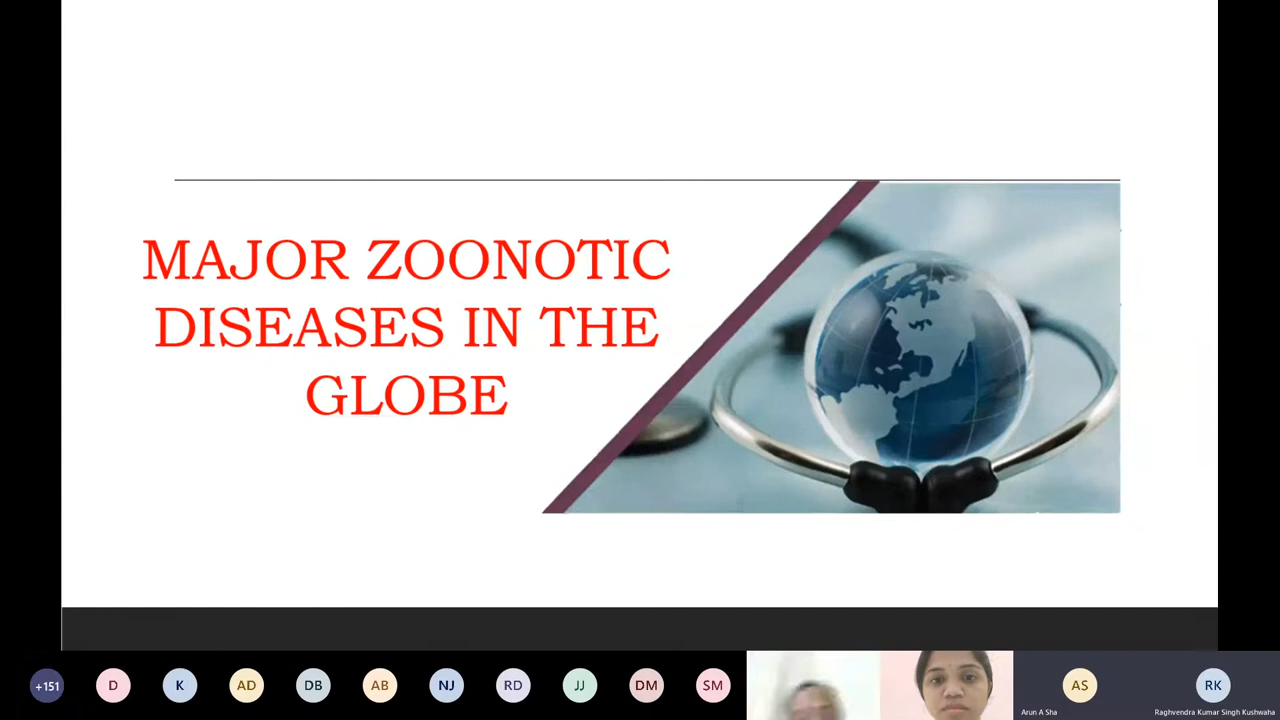 MAJOR ZOONOTIC
DISEASES IN THE
GLOBE
+151
D
K
AD
DB
AB
NJ
RD
JJ
DM
SM
AS
RK
Arun A Sha
Raghvendra Kumar Singh Kushwaha